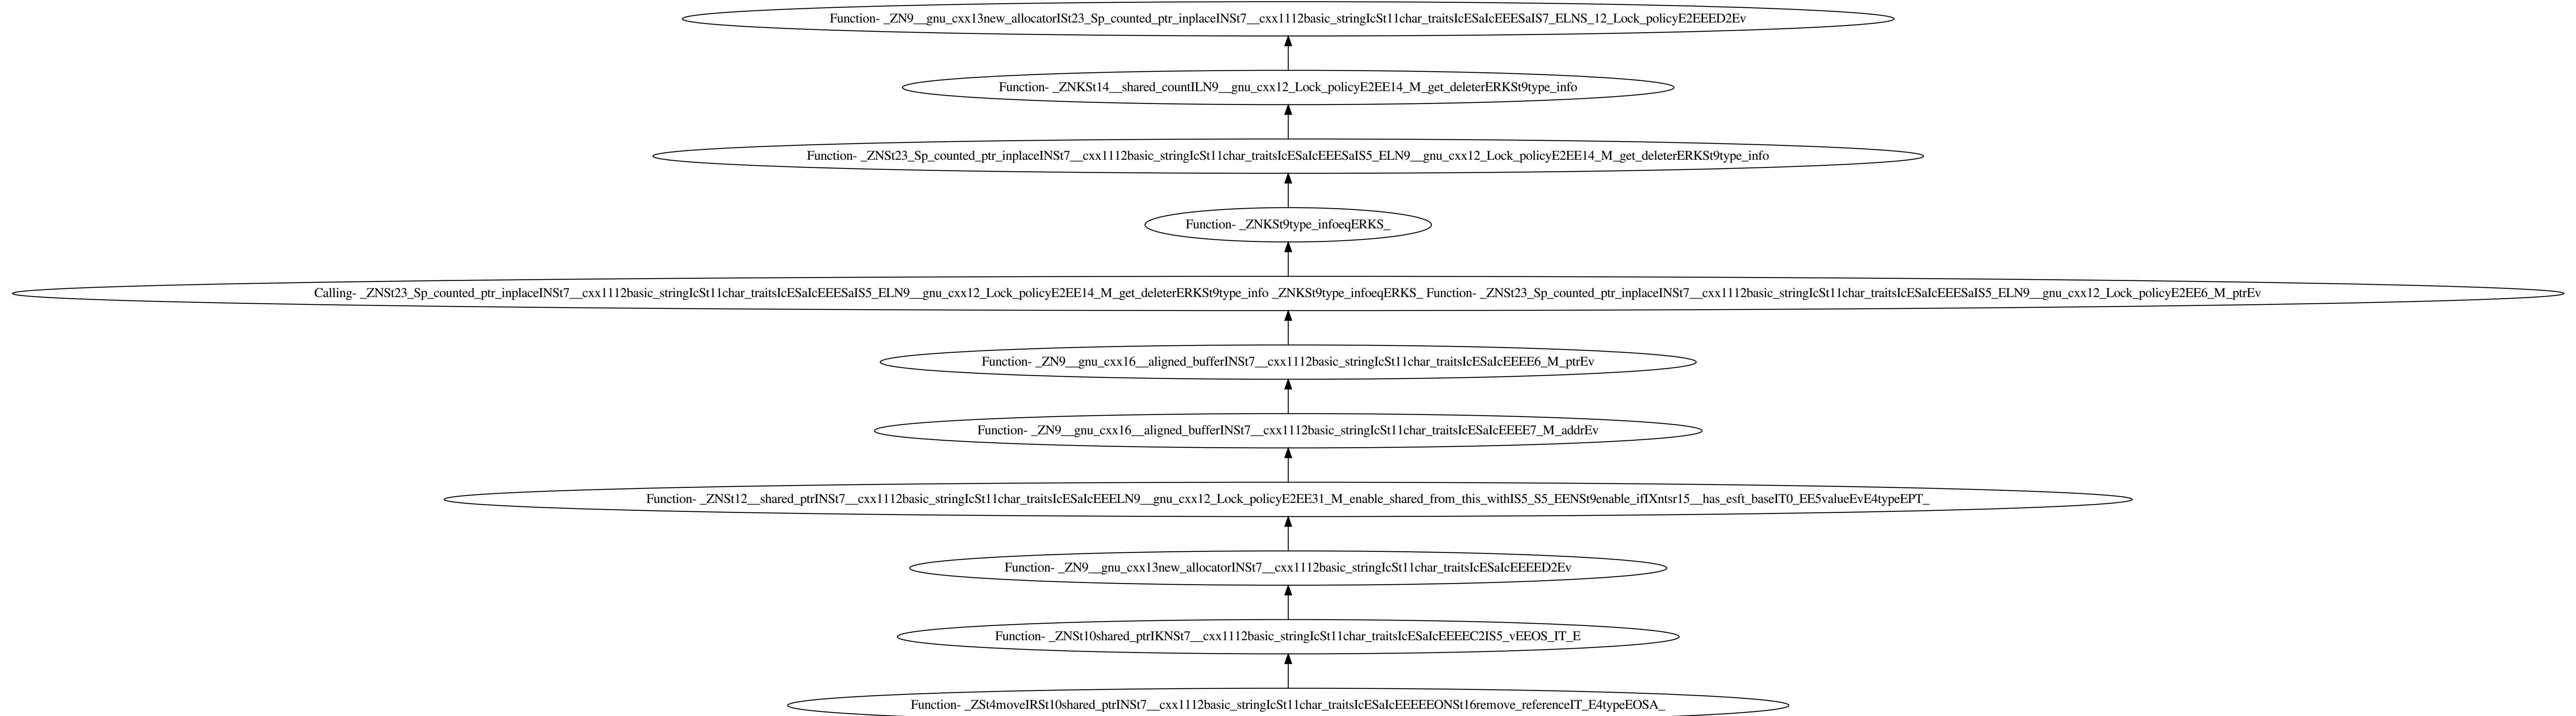 Function- _ZN9__gnu_cxx13new_allocatorISt23_Sp_counted_ptr_inplaceINSt7__cxx1112basic_stringIcSt11char_traitsIcESaIcEEESaIS7_ELNS_12_Lock_policyE2EEED2Ev
Function- _ZNKSt14__shared_countILN9__gnu_cxx12_Lock_policyE2EE14_M_get_deleterERKSt9type_info
Function- _ZNSt23_Sp_counted_ptr_inplaceINSt7__cxx1112basic_stringIcSt11char_traitsIcESaIcEEESaIS5_ELN9__gnu_cxx12_Lock_policyE2EE14_M_get_deleterERKSt9type_info
Function- _ZNKSt9type_infoeqERKS_
Calling- _ZNSt23_Sp_counted_ptr_inplaceINSt7__cxx1112basic_stringIcSt11char_traitsIcESaIcEEESaIS5_ELN9__gnu_cxx12_Lock_policyE2EE14_M_get_deleterERKSt9type_info _ZNKSt9type_infoeqERKS_ Function- _ZNSt23_Sp_counted_ptr_inplaceINSt7__cxx1112basic_stringIcSt11char_traitsIcESaIcEEESaIS5_ELN9__gnu_cxx12_Lock_policyE2EE6_M_ptrEv
Function- _ZN9__gnu_cxx16__aligned_bufferINSt7__cxx1112basic_stringIcSt11char_traitsIcESaIcEEEE6_M_ptrEv
Function- _ZN9__gnu_cxx16__aligned_bufferINSt7__cxx1112basic_stringIcSt11char_traitsIcESaIcEEEE7_M_addrEv
Function- _ZNSt12__shared_ptrINSt7__cxx1112basic_stringIcSt11char_traitsIcESaIcEEELN9__gnu_cxx12_Lock_policyE2EE31_M_enable_shared_from_this_withIS5_S5_EENSt9enable_ifIXntsr15__has_esft_baseIT0_EE5valueEvE4typeEPT_
Function- _ZN9__gnu_cxx13new_allocatorINSt7__cxx1112basic_stringIcSt11char_traitsIcESaIcEEEED2Ev
Function- _ZNSt10shared_ptrIKNSt7__cxx1112basic_stringIcSt11char_traitsIcESaIcEEEEC2IS5_vEEOS_IT_E
Function- _ZSt4moveIRSt10shared_ptrINSt7__cxx1112basic_stringIcSt11char_traitsIcESaIcEEEEEONSt16remove_referenceIT_E4typeEOSA_